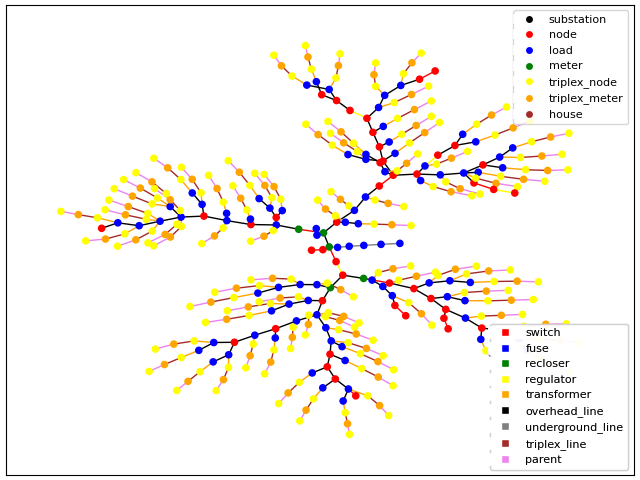 substation
node
load
meter
triplex_node
triplex_meter
house
switch
fuse
recloser
regulator
transformer
overhead_line
underground_line
triplex_line
parent